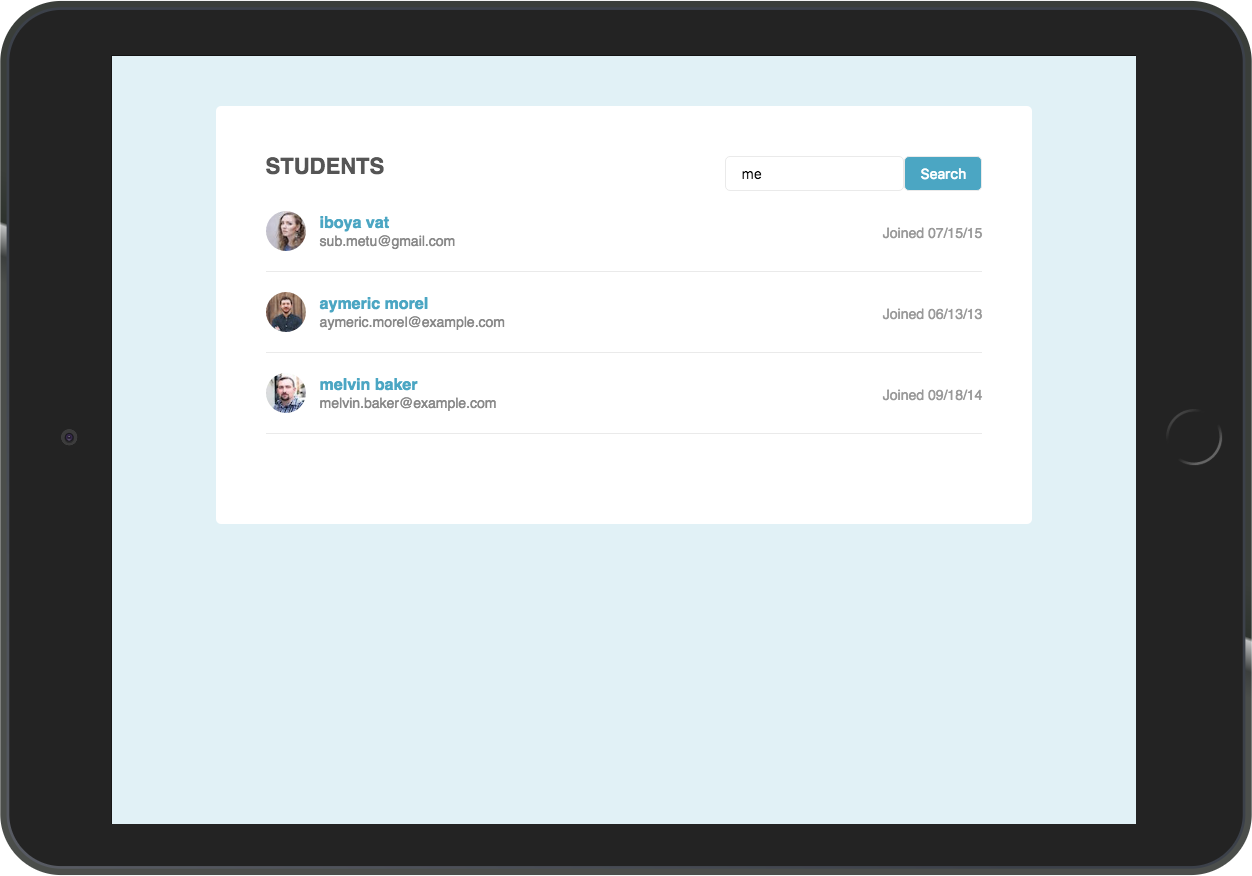 STUDENTS
me
Search
iboya vat
sub.metu@gmail.com
Joined 07/15/15
aymeric morel
aymeric.morel@example.com
Joined 06/13/13
melvin baker
melvin.baker@example.com
Joined 09/18/14